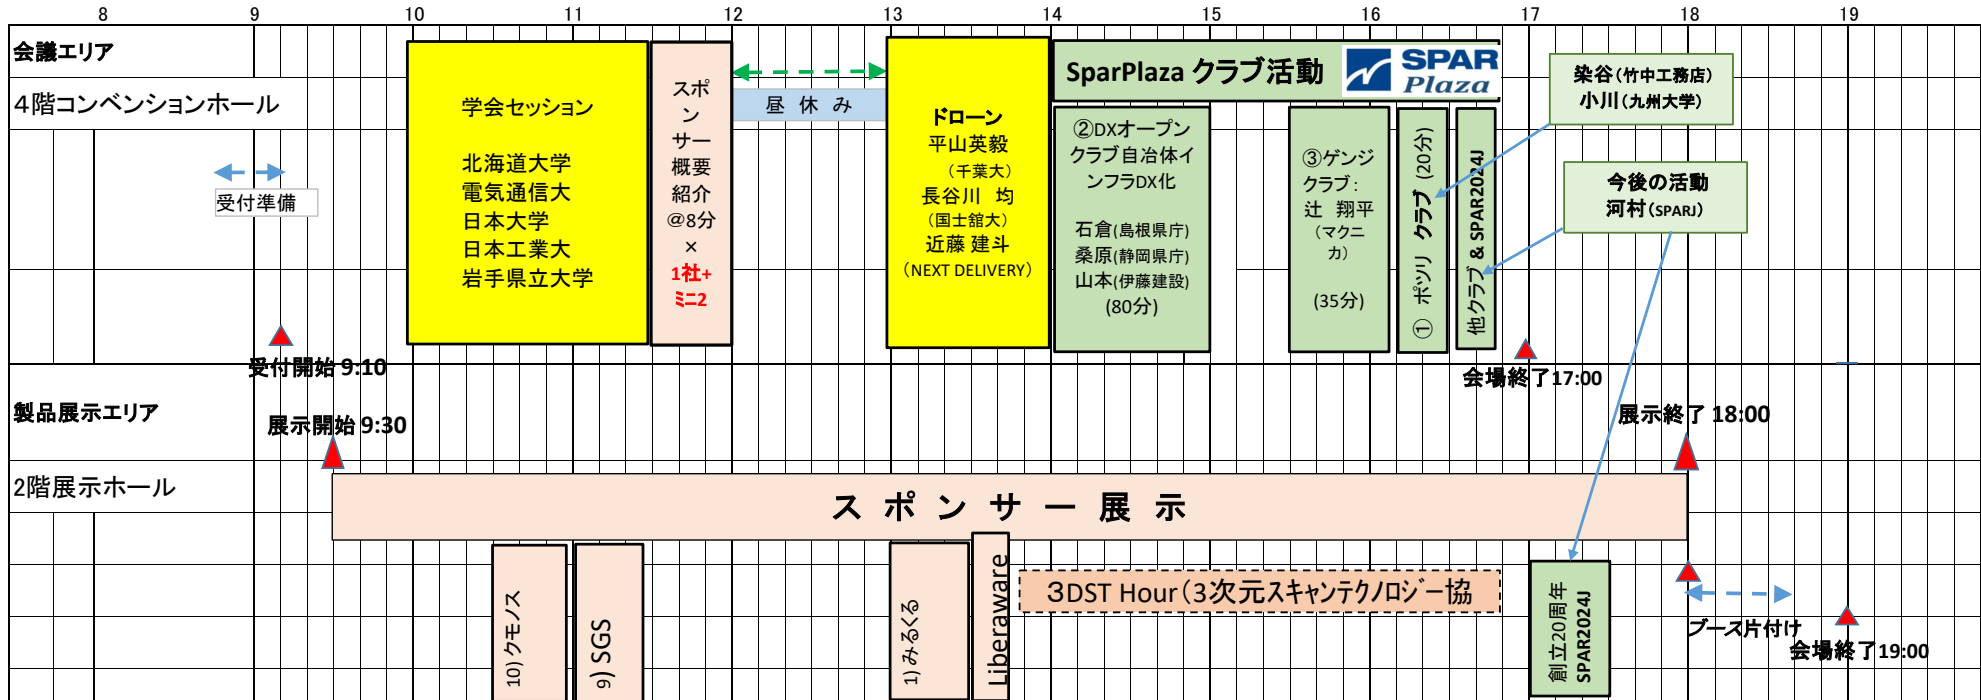 8 9 10 11 12 13 14 15 16 17 18 19
会議エリア
4階コンベンションホール
受付準備
受付開始 9:10
学会セッション
北海道大学
電気通信大
日本大学
日本工業大
岩手県立大学
スポ
ン
サー
概要
紹介
@8分
×
1社+
ミニ2
昼 休 み
ドローン
平山英毅
(千葉大)
長谷川 均
(国士舘大)
近藤 建斗
(NEXT DELIVERY)
SparPlaza クラブ活動
SPAR
Plaza
②DXオープン
クラブ自治体イ
ンフラDX化
石倉(島根県庁)
桑原(静岡県庁)
山本(伊藤建設)
(80分)
③ゲンジ
クラブ:
辻 翔平
(マクニ
カ)
(35分)
① ポツリ クラブ (20分)
他クラブ & SPAR2024J
染谷(竹中工務店)
小川(九州大学)
今後の活動
河村(SPARJ)
会場終了17:00
製品展示エリア
展示開始 9:30
展示終了 18:00
2階展示ホール
スポンサー展示
10) クモノス
9) SGS
1) みるくる
Liberaware
3DST Hour(3次元スキャンテクノロジー協
創立20周年
SPAR2024J
ブース片付け
会場終了19:00